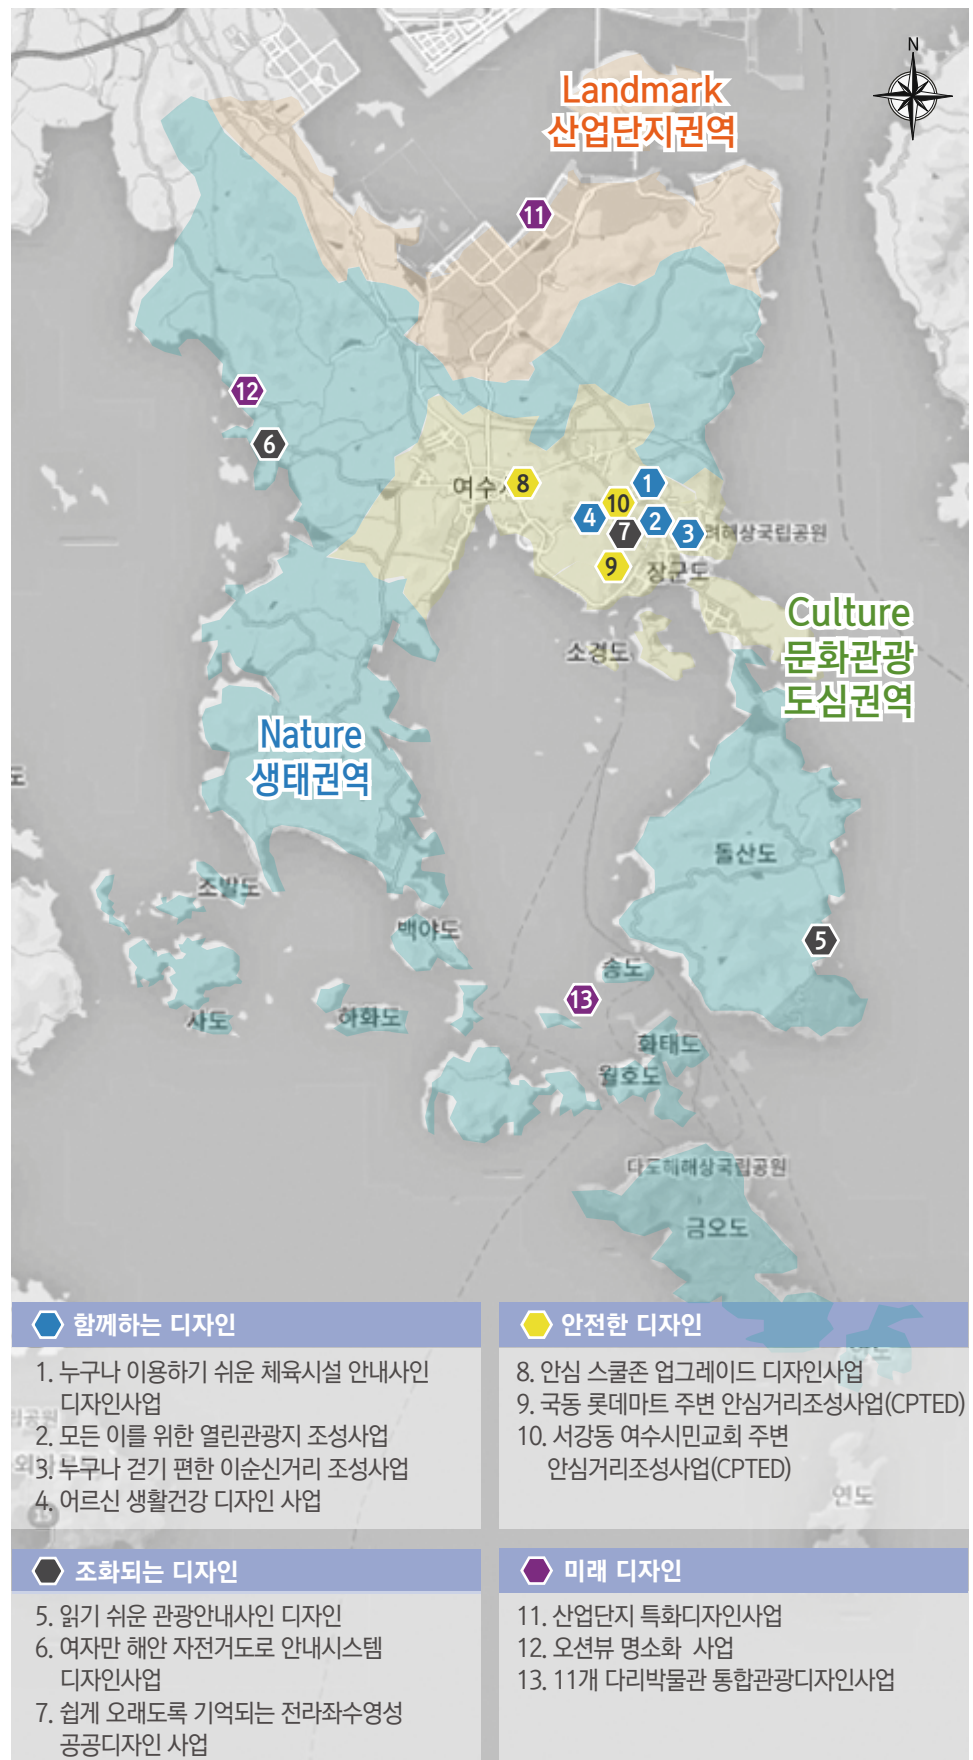 N
Landmark
산업단지권역
11
12
6
여수시
8
1
10
4
2
7
3
려해상국립공원
9
장군도
Culture
문화관광
도심권역
소경도
Nature
생태권역
도
돌산도
조발도
백야도
5
송도
13
사도
하화도
화태도
월호도
다도해해상국립공원
금오도
함께하는 디자인
1. 누구나 이용하기 쉬운 체육시설 안내사인
디자인사업
2. 모든 이를 위한 열린관광지 조성사업
3. 누구나 걷기 편한 이순신거리 조성사업
4. 어르신 생활건강 디자인 사업
안전한 디자인
8. 안심 스쿨존 업그레이드 디자인사업
9. 국동 롯데마트 주변 안심거리조성사업(CPTED)
10. 서강동 여수시민교회 주변
안심거리조성사업(CPTED)
연도
조화되는 디자인
5. 읽기 쉬운 관광안내사인 디자인
6. 여자만 해안 자전거도로 안내시스템
디자인사업
7. 쉽게 오래도록 기억되는 전라좌수영성
공공디자인 사업
미래 디자인
11. 산업단지 특화디자인사업
12. 오션뷰 명소화 사업
13. 11개 다리박물관 통합관광디자인사업